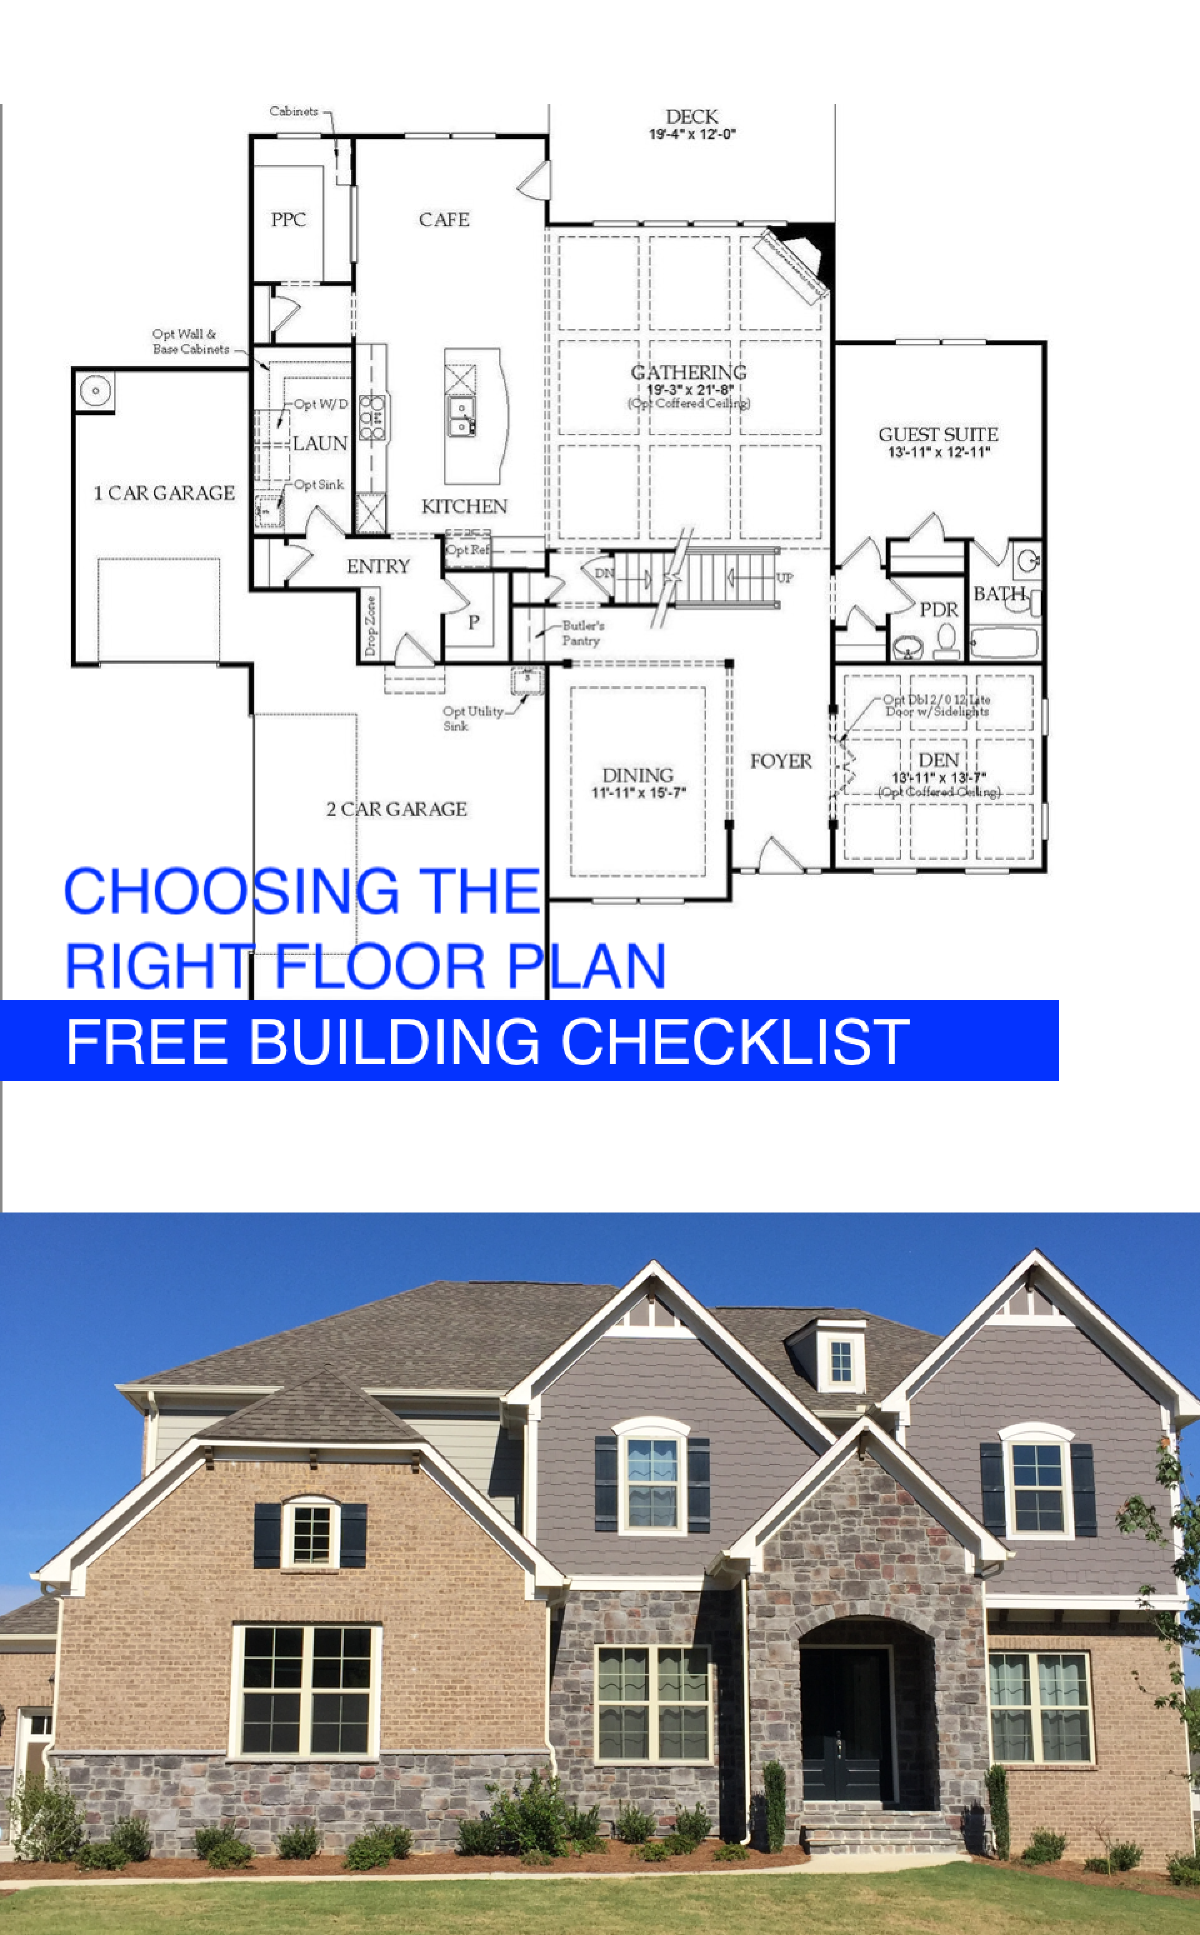 Cabinets
DECK
19'-4" x 12'-0"
PPC
CAFE
Opt Wall &
Base Cabinets
GATHERING
19'-3" x 21'-8"
(Opt Coffered Ceiling)
Opt W/D
LAUN
GUEST SUITE
13'-11" x 12'-11"
1 CAR GARAGE
Opt Sink
KITCHEN
Opt Ref
ENTRY
DN
UP
BATH
PDR
P
Drop Zone
Butler's
Pantry
Opt Utility
Sink
Opt Dbl 2/0 12 Lite
Door w/Sidelights
FOYER
DEN
13'-11" x 13'-7"
(Opt Coffered Ceiling)
DINING
11'-11" x 15'-7"
2 CAR GARAGE
CHOOSING THE
RIGHT FLOOR PLAN
FREE BUILDING CHECKLIST